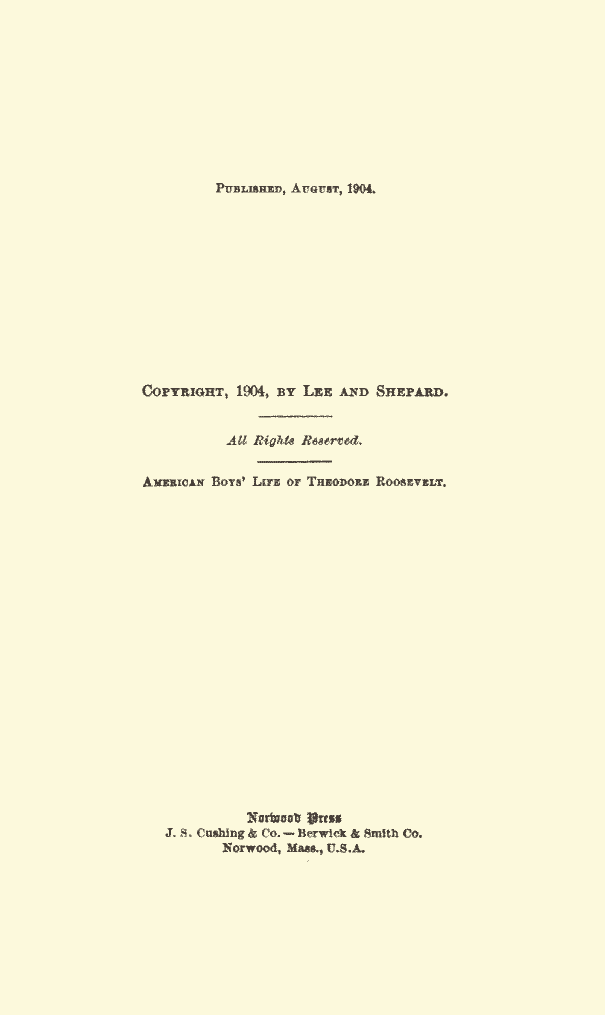 Published, August, 1904.
Copyright, 1904, by Lee and Shepard.
All Rights Reserved.
American Boys' Life of Theodore Roosevelt.
Norwood Press
J. S. Cushing & Co. — Berwick & Smith Co.
Norwood, Mass., U.S.A.